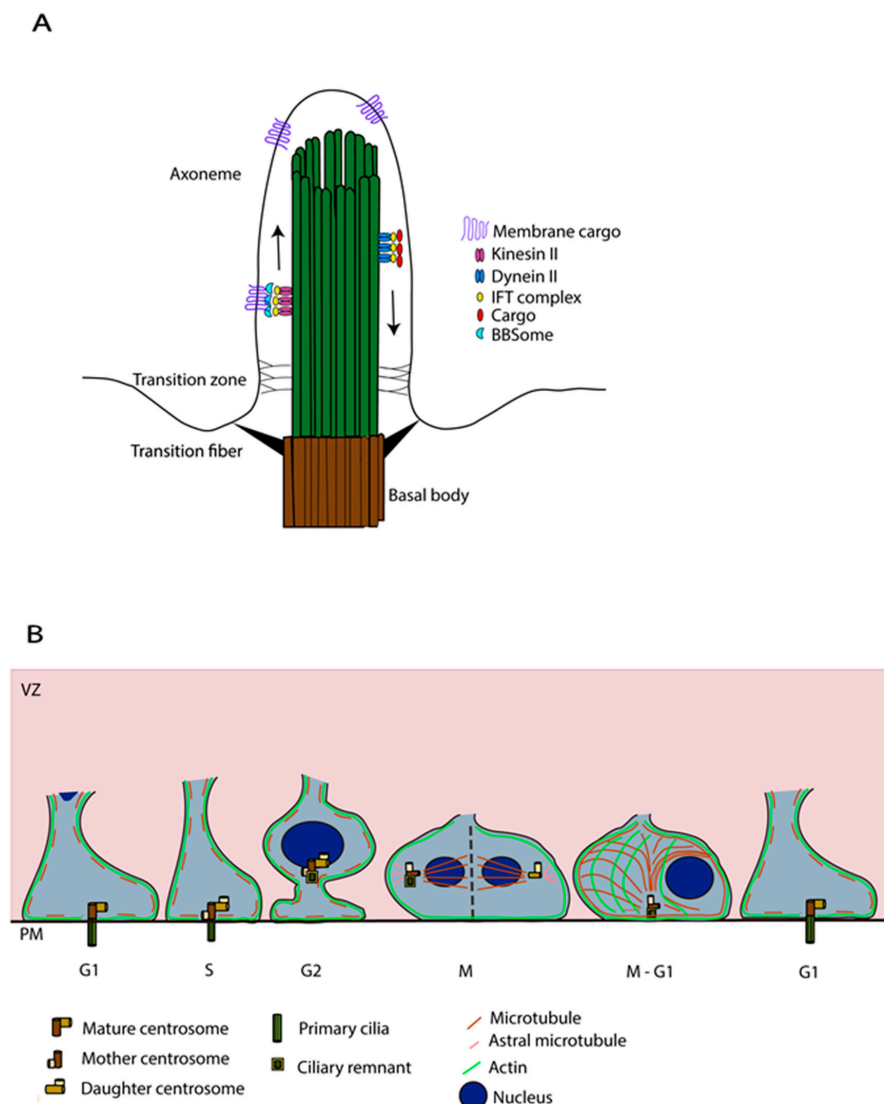 A
Axoneme
Membrane cargo
Kinesin II
Dynein II
IFT complex
Cargo
BBSome
Transition zone
Transition fiber
Basal body
B
VZ
PM
G1 S G2 M M - G1 G1
Mature centrosome
Mother centrosome
Daughter centrosome
Primary cilia
Ciliary remnant
Microtubule
Astral microtubule
Actin
Nucleus